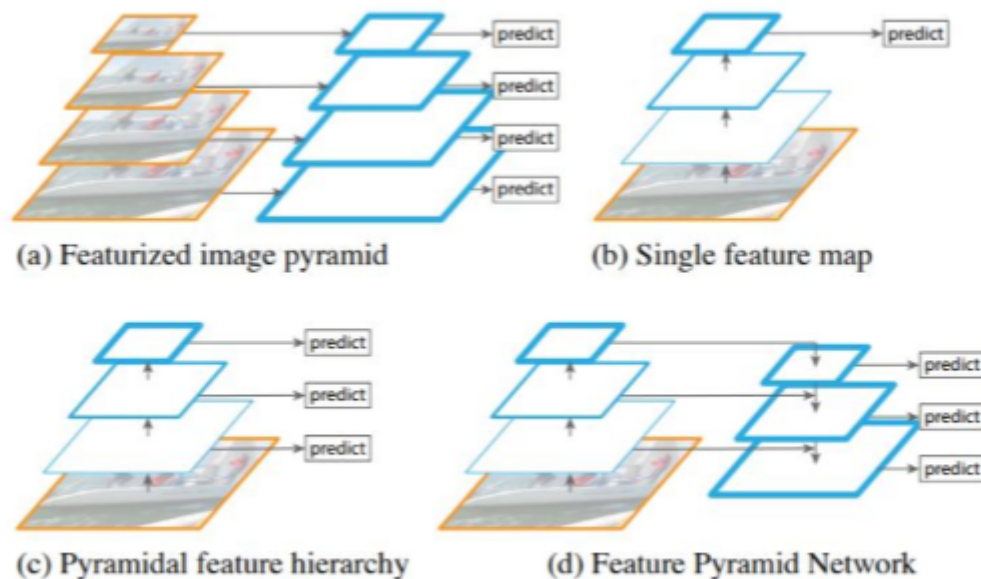 predict
predict
predict
predict
(a) Featurized image pyramid
predict
(b) Single feature map
predict
predict
predict
(c) Pyramidal feature hierarchy
predict
predict
predict
(d) Feature Pyramid Network